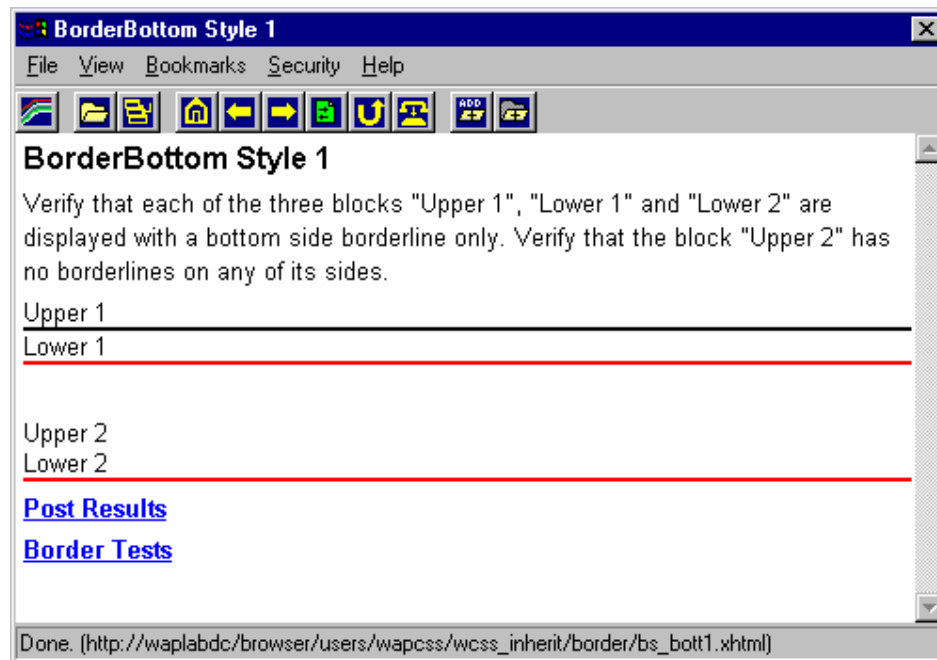 BorderBottom Style 1
File View Bookmarks Security Help
ADD
BorderBottom Style 1
Verify that each of the three blocks "Upper 1", "Lower 1" and "Lower 2" are
displayed with a bottom side borderline only. Verify that the block "Upper 2" has
no borderlines on any of its sides.
Upper 1
Lower 1
Upper 2
Lower 2
Post Results
Border Tests
Done. (http://waplabdc/browser/users/wapcss/wcss_inherit/border/bs_bott1.xhtml)